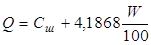 Q = Cш + 4,1868 W/100